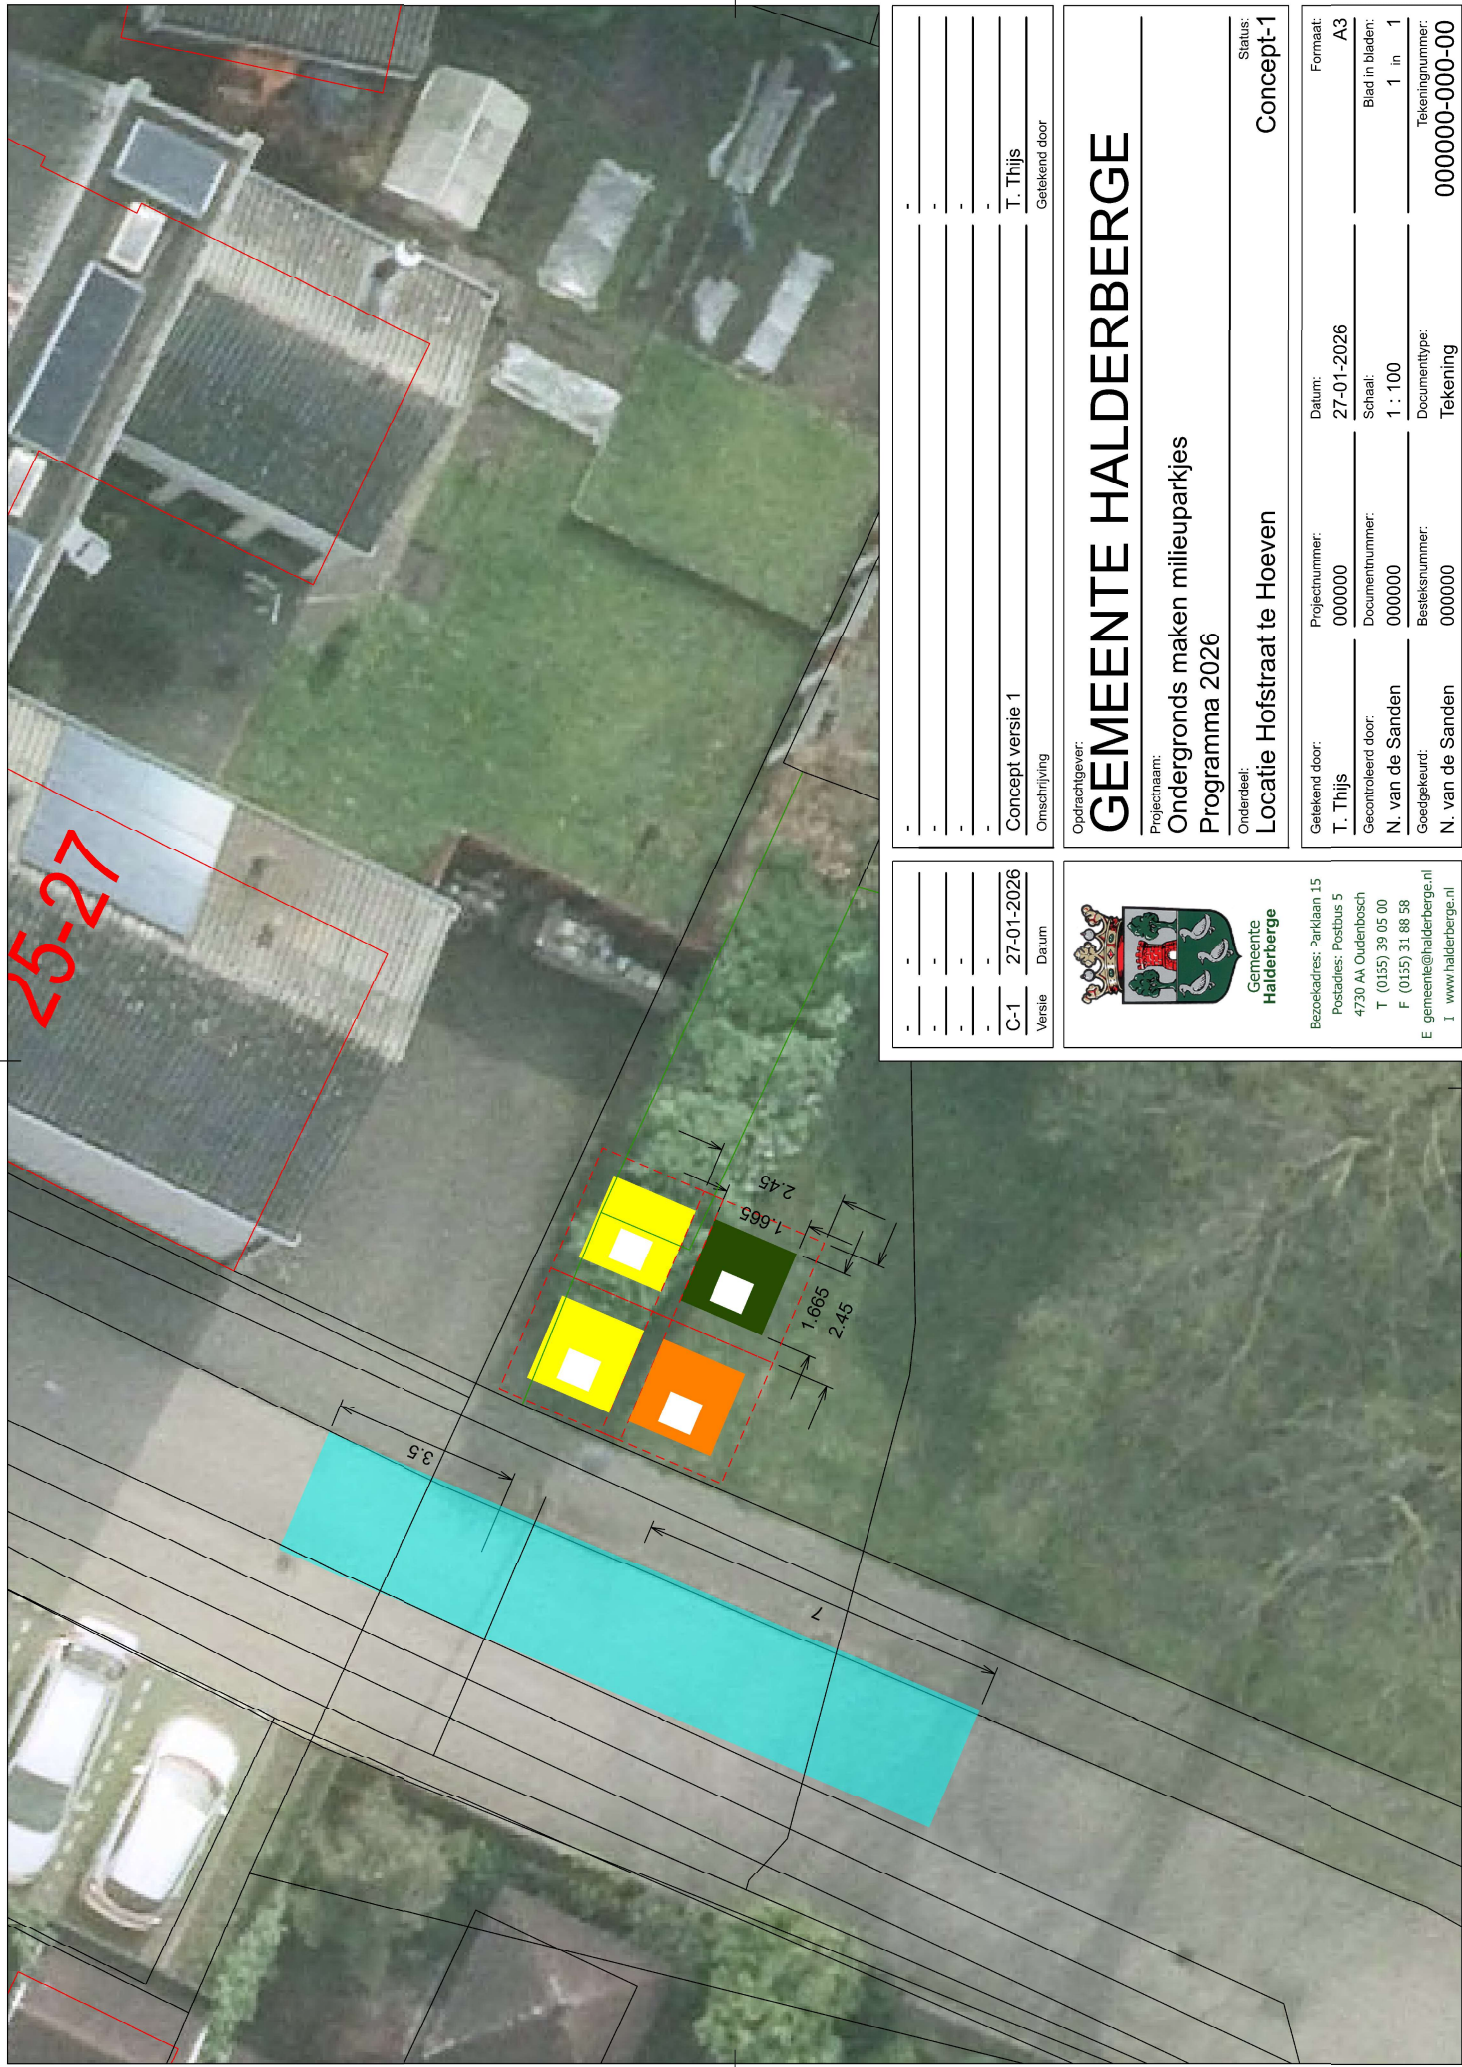 25-27
3.5
7
2.45
1.665
1.665
2.45
- - -
- - -
- - -
- - -
C-1 27-01-2026 Concept versie 1 T. Thijs
Versie Datum Omschrijving Getekend door
Gemeente
Halderberge
Bezoekadres: Parklaan 15
Postadres: Postbus 5
4730 AA Oudenbosch
T (0165) 39 05 00
F (0165) 31 88 58
E gemeente@halderberge.nl
I www.halderberge.nl
Opdrachtgever:
GEMEENTE HALDERBERGE
Projectnaam:
Ondergronds maken milieuparkjes
Programma 2026
Onderdeel: Status:
Locatie Hofstraat te Hoeven Concept-1
Getekend door: Projectnummer: Datum: Formaat:
T. Thijs 000000 27-01-2026 A3
Gecontroleerd door: Documentnummer: Schaal: Blad in bladen:
N. van de Sanden 000000 1 : 100 1 in 1
Goedgekeurd: Besteksnummer: Documenttype: Tekeningnummer:
N. van de Sanden 000000 Tekening 000000-000-00